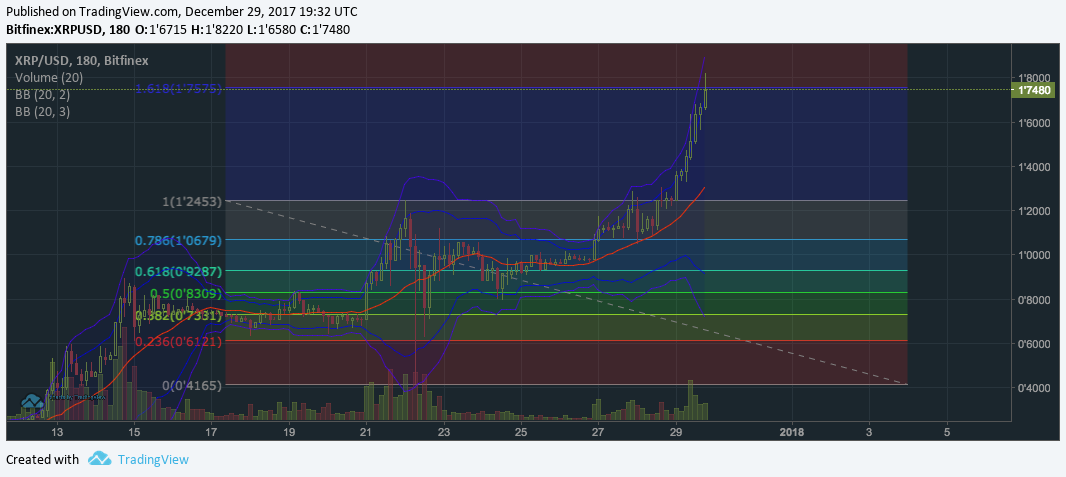 Published on TradingView.com, December 29, 2017 19:32 UTC
Bitfinex:XRPUSD, 180 O:1'6715 H:1'8220 L:1'6580 C:1'7480
XRP/USD, 180, Bitfinex
Volume (20)
BB (20, 2)
BB (20, 3)
1.618(1'7575)
1(1'2453)
0.786(1'0679)
0.618(0'9287)
0.5(0'8309)
0.382(0'7331)
0.236(0'6121)
0(0'4165)
1'8000
1'7480
1'6000
1'4000
1'2000
1'0000
0'8000
0'6000
0'4000
13 15 17 19 21 23 25 27 29 2018 3 5
Created with TradingView